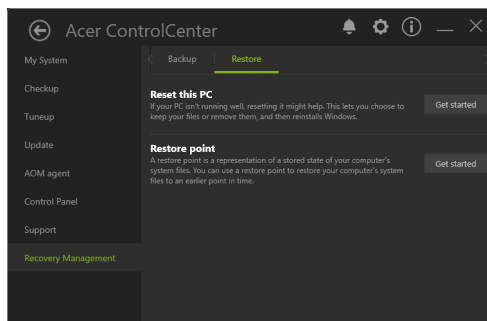 Acer ControlCenter
My System
Checkup
Tuneup
Update
AOM agent
Control Panel
Support
Recovery Management
Backup
Restore
Reset this PC
If your PC isn't running well, resetting it might help. This lets you choose to
keep your files or remove them, and then reinstalls Windows.
Get started
Restore point
A restore point is a representation of a stored state of your computer's
system files. You can use a restore point to restore your computer's system
files to an earlier point in time.
Get started